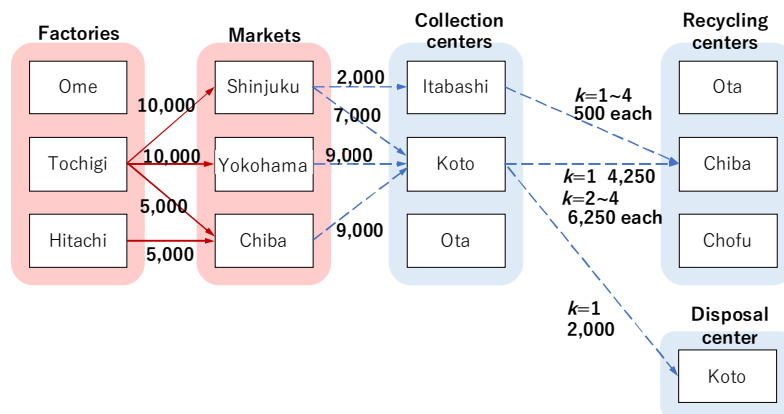 Factories
Markets
Collection
centers
Recycling
centers
Ome
Shinjuku
2,000
Itabashi
Ota
10,000
7,000
k=1~4
500 each
Tochigi
10,000
Yokohama
9,000
Koto
Chiba
k=1 4,250
k=2~4
6,250 each
5,000
Hitachi
5,000
Chiba
9,000
Ota
Chofu
k=1
2,000
Disposal
center
Koto